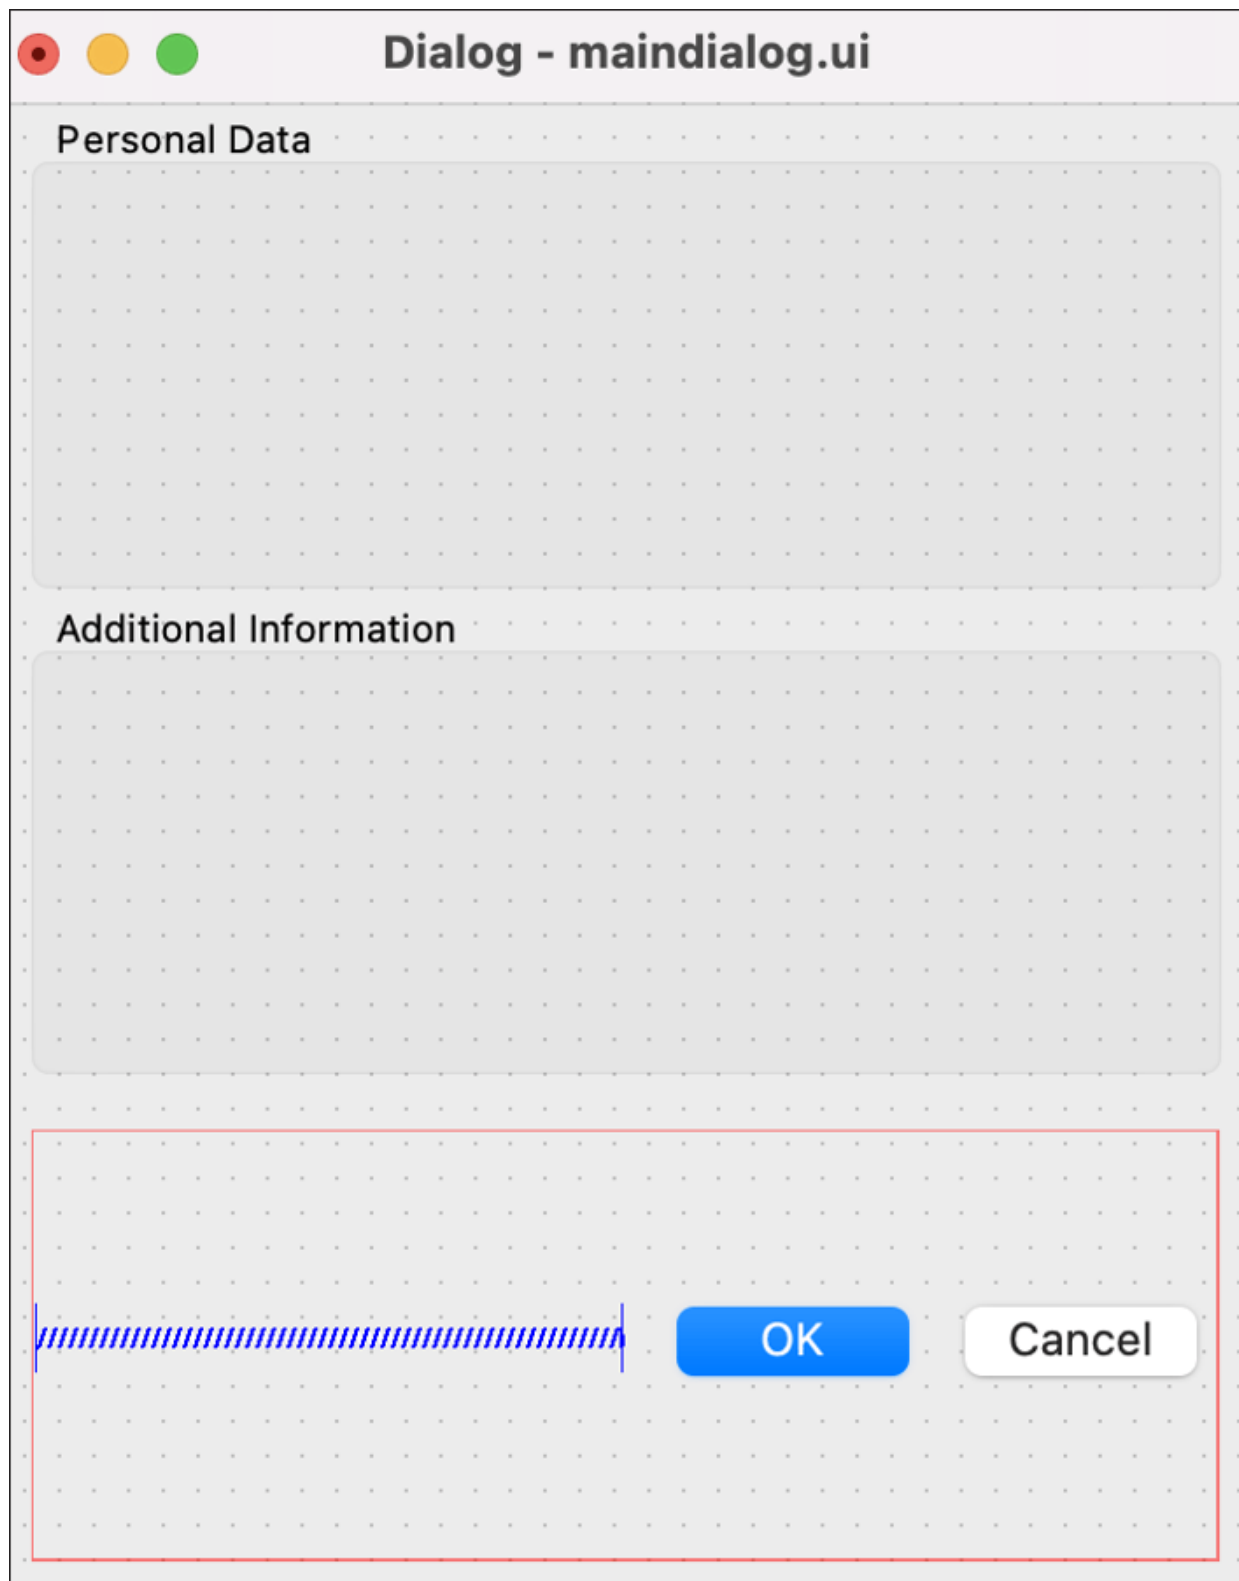 Dialog - maindialog.ui
Personal Data
Additional Information
OK
Cancel